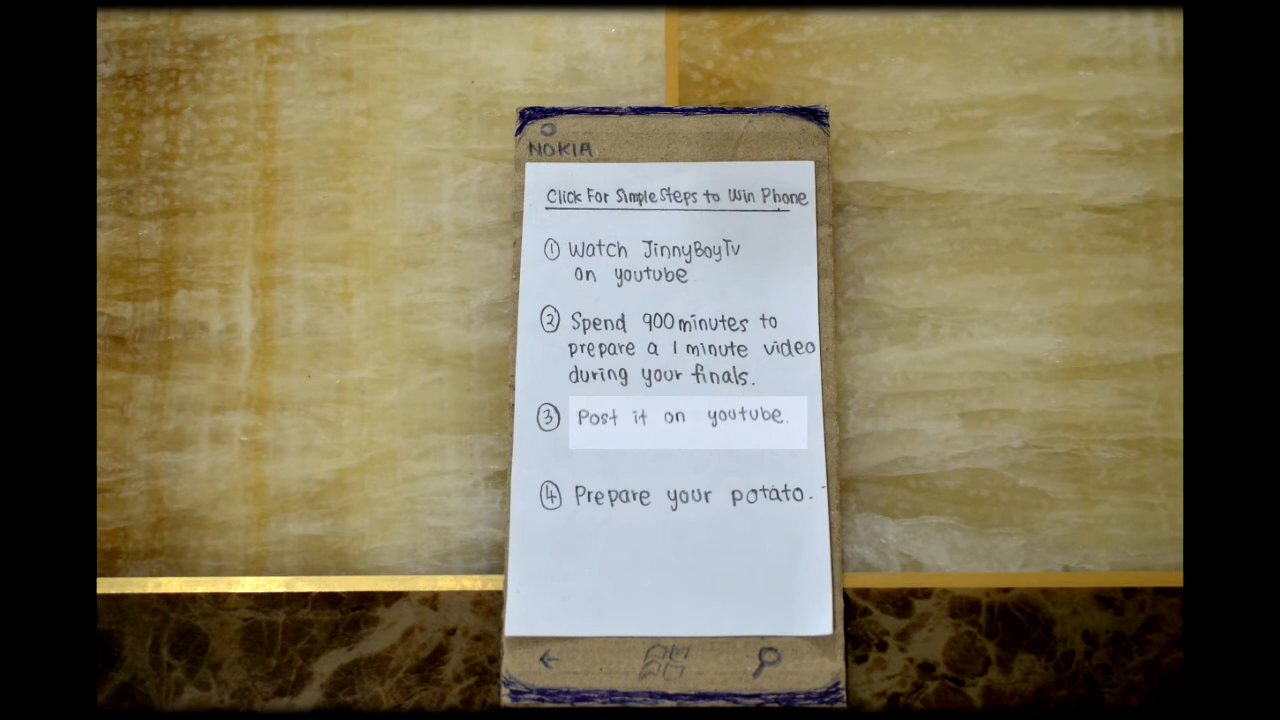 NOKIA
Click For Simple Steps to Win Phone
① Watch JinnyBoyTv
on youtube
② Spend 900 minutes to
prepare a 1 minute video
during your finals.
③ Post it on youtube.
④ Prepare your potato.